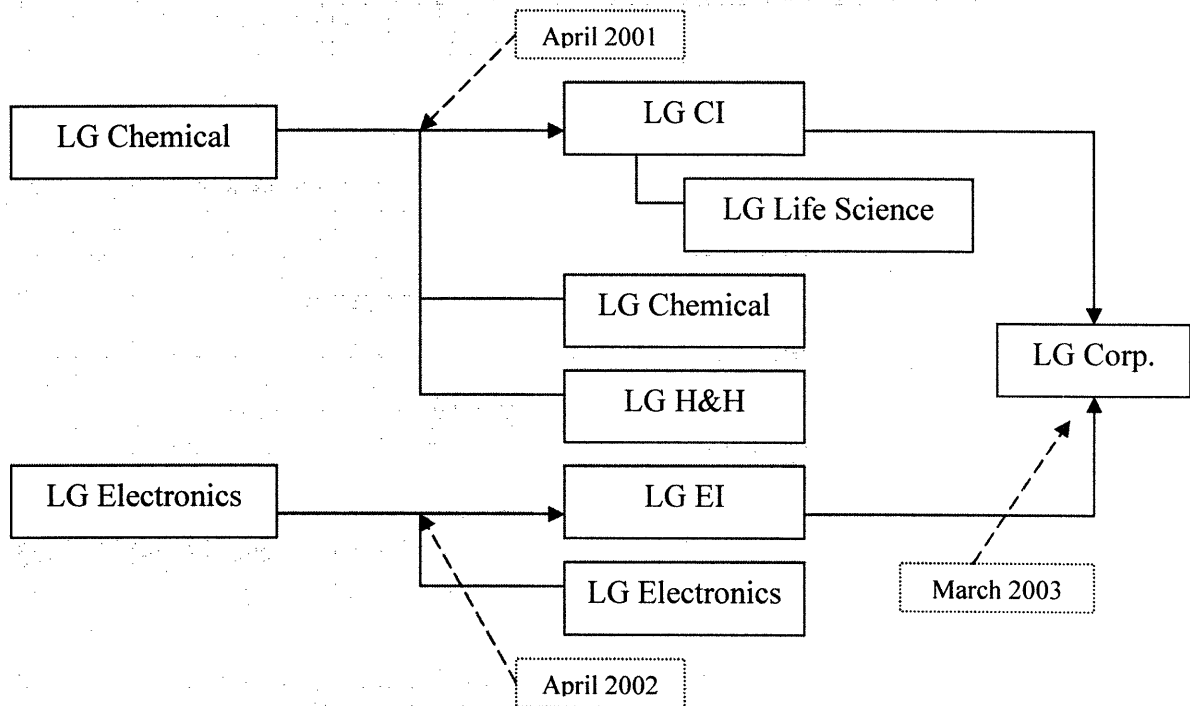 April 2001
LG Chemical
LG CI
LG Life Science
LG Chemical
LG Corp.
LG H&H
LG Electronics
LG EI
LG Electronics
March 2003
April 2002